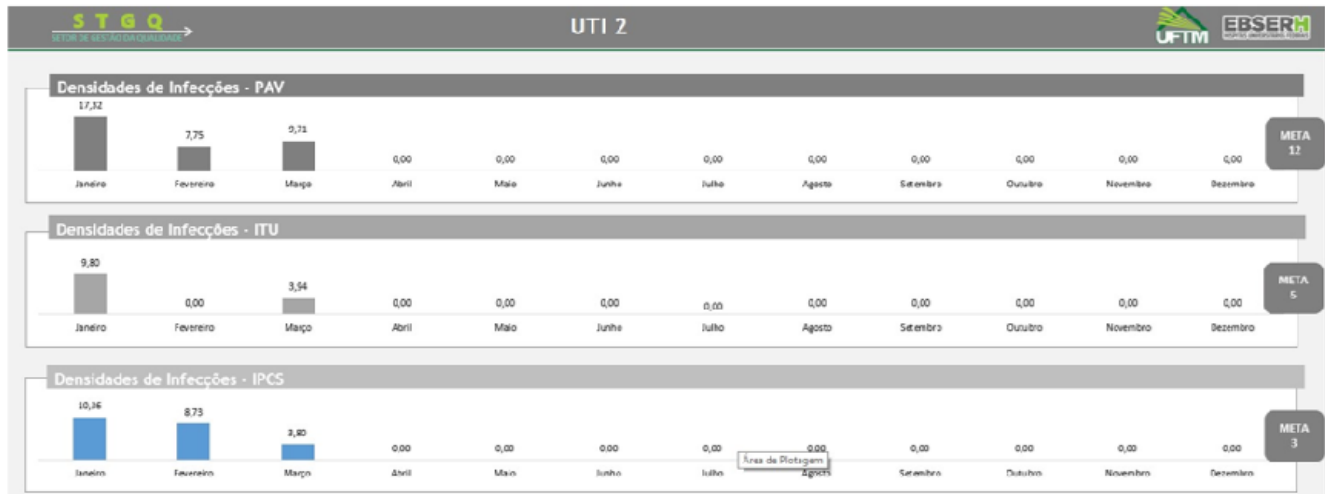 S T G Q
SETOR DE GESTÃO DA QUALIDADE
UTI 2
UFTM
EBSERH
HOSPITAIS UNIVERSITÁRIOS FEDERAIS
Densidades de Infecções - PAV
17,32 7,75 9,71 0,00 0,00 0,00 0,00 0,00 0,00 0,00 0,00 0,00
Janeiro Fevereiro Março Abril Maio Junho Julho Agosto Setembro Outubro Novembro Dezembro
META
12
Densidades de Infecções - ITU
9,80 0,00 3,94 0,00 0,00 0,00 0,00 0,00 0,00 0,00 0,00 0,00
Janeiro Fevereiro Março Abril Maio Junho Julho Agosto Setembro Outubro Novembro Dezembro
META
5
Densidades de Infecções - IPCS
10,36 8,73 3,80 0,00 0,00 0,00 0,00 0,00 0,00 0,00 0,00 0,00
Área de Plotagem
Janeiro Fevereiro Março Abril Maio Junho Julho Agosto Setembro Outubro Novembro Dezembro
META
3